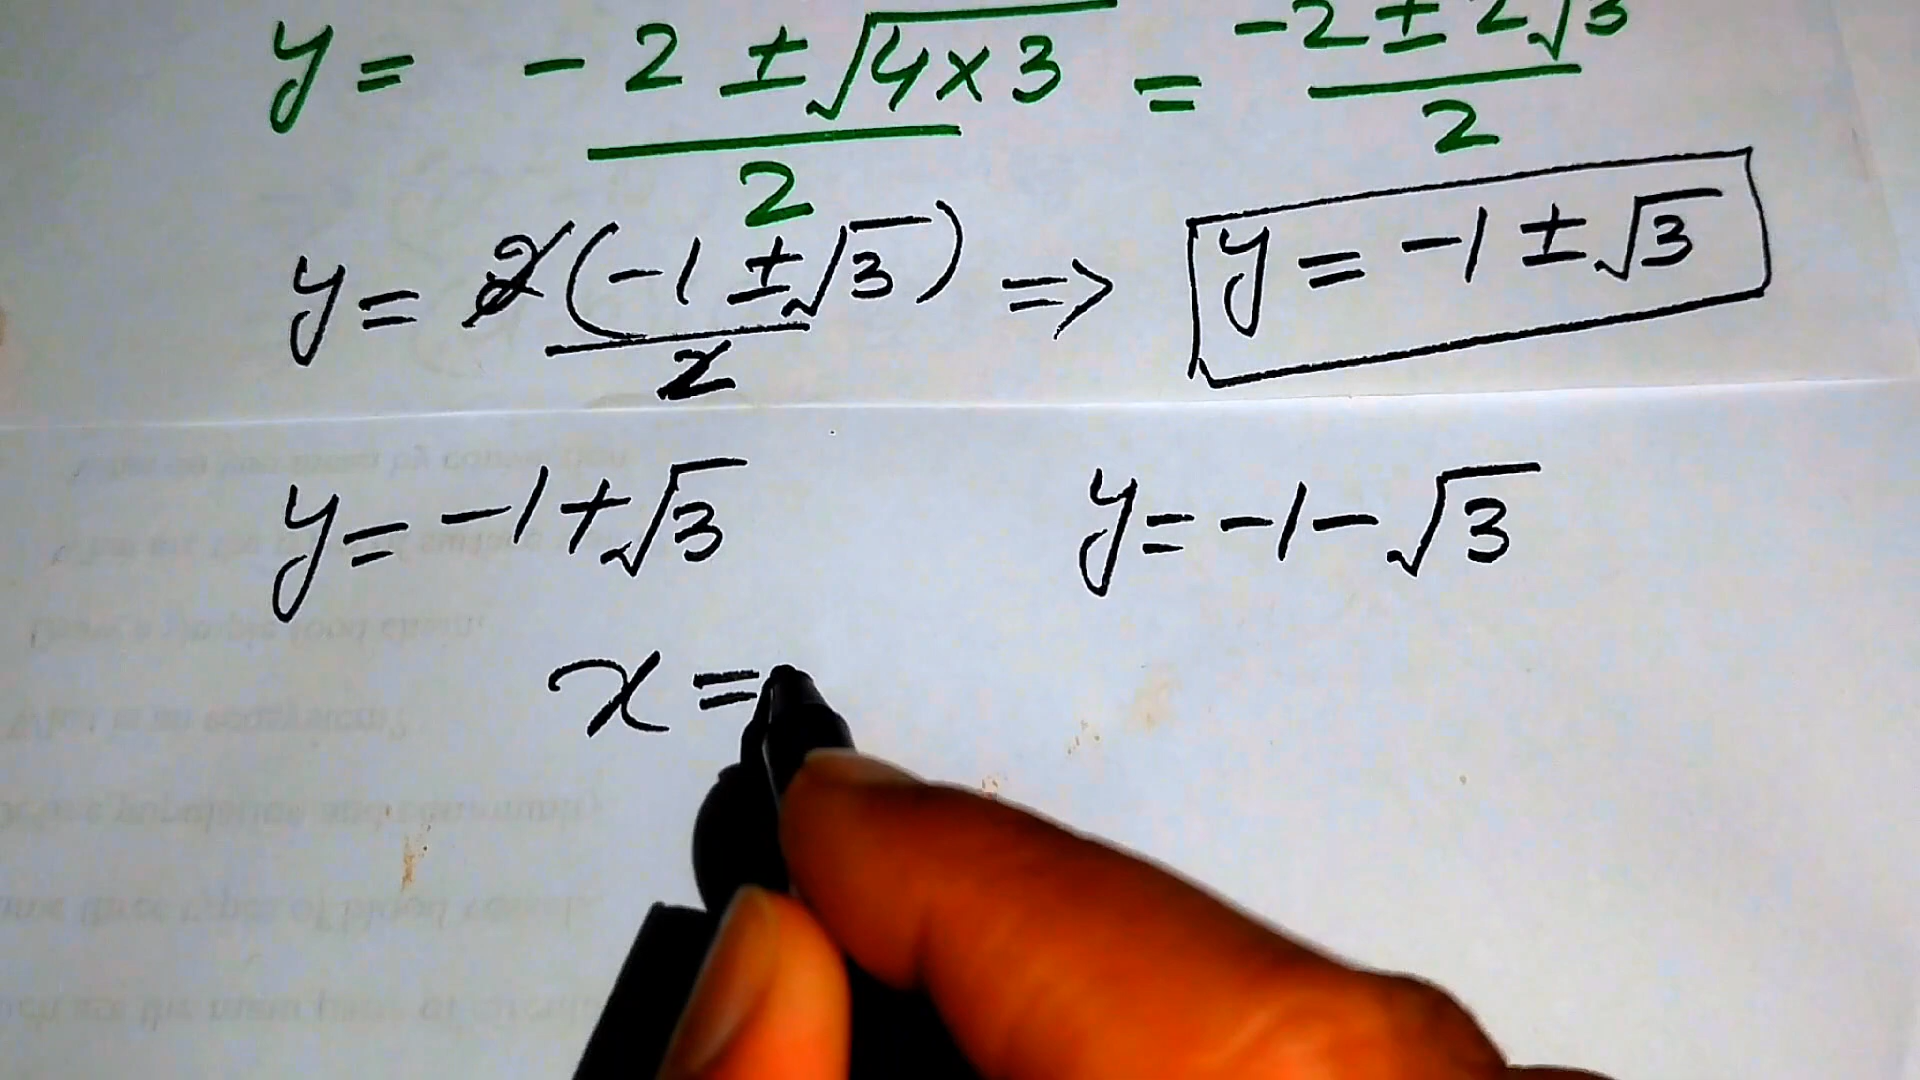 y = -2 ± √4×3 / 2 = -2 ± 2√3 / 2
y = 2(-1 ± √3) / 2 => y = -1 ± √3
y = -1 + √3 y = -1 - √3
x =